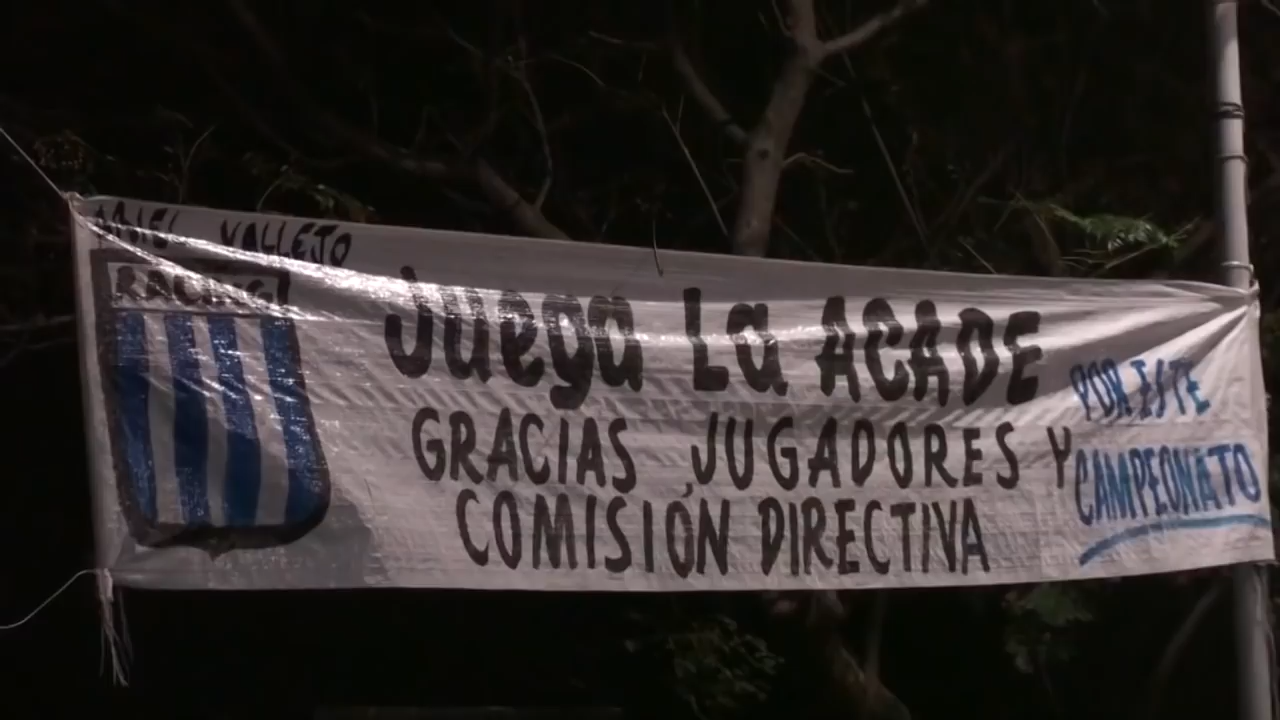 VALLEJO
RACING
Juega La ACADE
GRACIAS JUGADORES Y
COMISIÓN DIRECTIVA
POR ESTE
CAMPEONATO